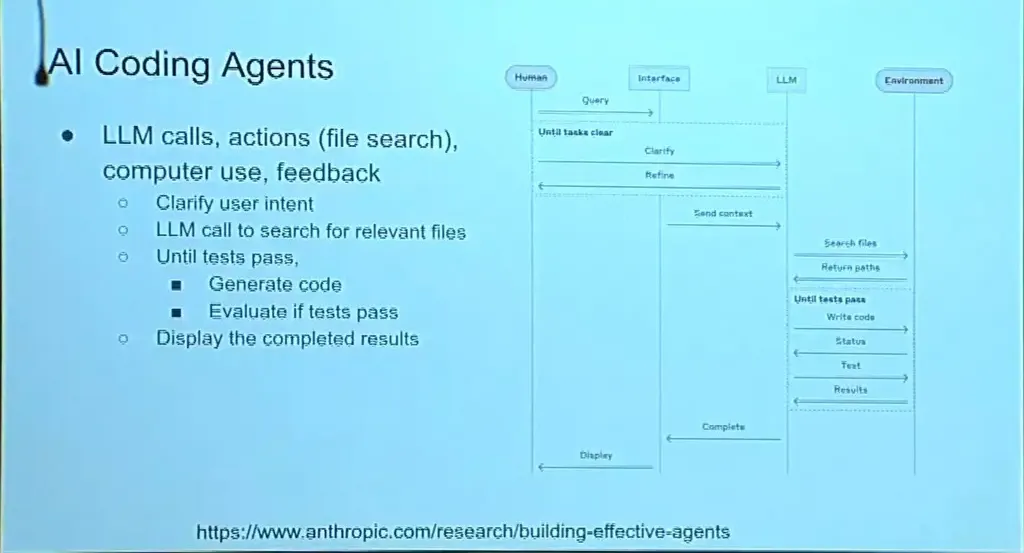 AI Coding Agents
● LLM calls, actions (file search),
computer use, feedback
○ Clarify user intent
○ LLM call to search for relevant files
○ Until tests pass,
■ Generate code
■ Evaluate if tests pass
○ Display the completed results
Human
Interface
LLM
Environment
Query
Until tasks clear
Clarify
Refine
Send context
Search files
Return paths
Until tests pass
Write code
Status
Test
Results
Complete
Display
https://www.anthropic.com/research/building-effective-agents